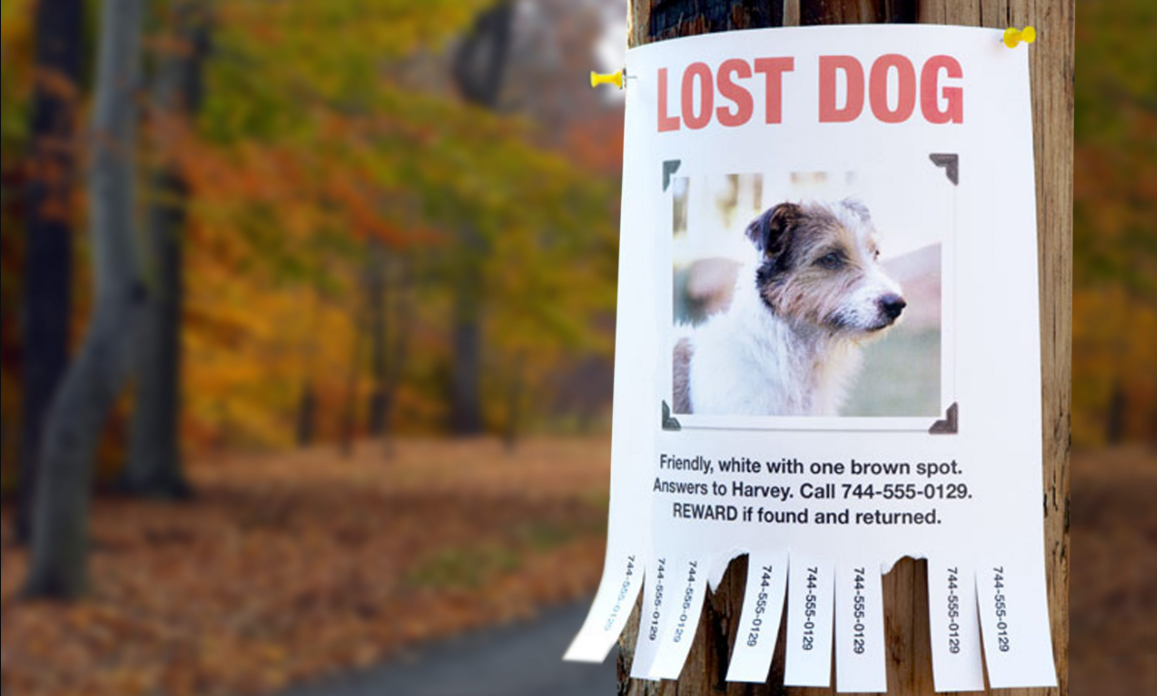 LOST DOG
Friendly, white with one brown spot.
Answers to Harvey. Call 744-555-0129.
REWARD if found and returned.
744-555-0129
744-555-0129
744-555-0129
744-555-0129
744-555-0129
744-555-0129
744-555-0129
744-555-0129